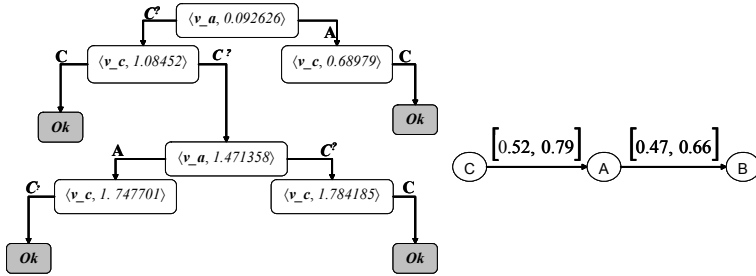 C? ⟨v_a, 0.092626⟩ A
C ⟨v_c, 1.08452⟩ C? ⟨v_c, 0.68979⟩ C
Ok Ok
[0.52, 0.79] [0.47, 0.66]
C A B
A ⟨v_a, 1.471358⟩ C?
C? ⟨v_c, 1. 747701⟩ ⟨v_c, 1.784185⟩ C
Ok Ok